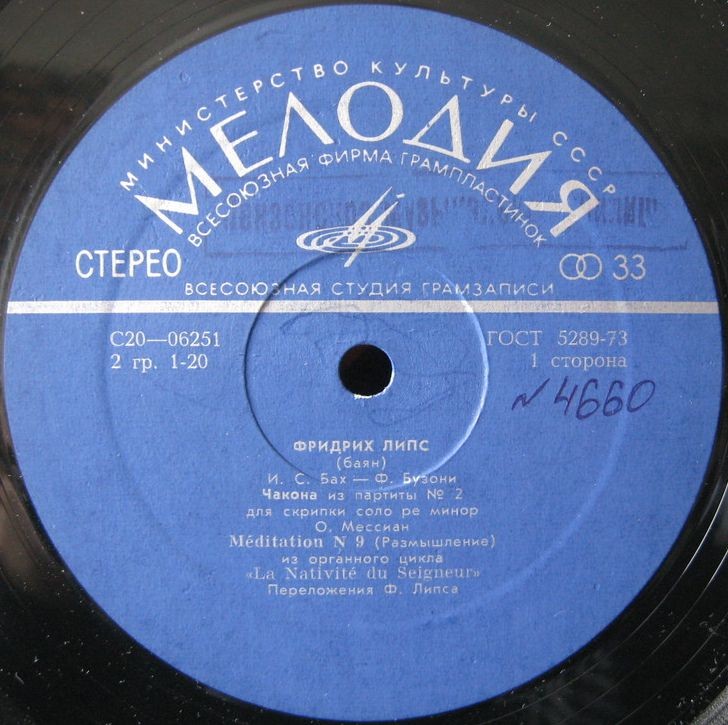 МИНИСТЕРСТВО КУЛЬТУРЫ СССР
МЕЛОДИЯ
ВСЕСОЮЗНАЯ ФИРМА ГРАМПЛАСТИНОК
СТЕРЕО
33
ВСЕСОЮЗНАЯ СТУДИЯ ГРАМЗАПИСИ
С20—06251
ГОСТ 5289-73
2 гр. 1-20
1 сторона
N 4660
ФРИДРИХ ЛИПС
(баян)
И. С. Бах — Ф. Бузони
Чакона из партиты № 2
для скрипки соло ре минор
О. Мессиан
Méditation N 9 (Размышление)
из органного цикла
«La Nativité du Seigneur»
Переложения Ф. Липса